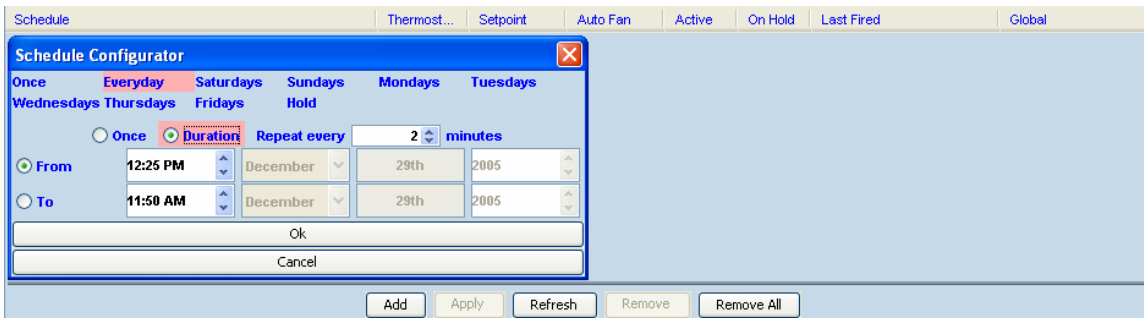 Schedule Thermost... Setpoint Auto Fan Active On Hold Last Fired Global
Schedule Configurator
Once Everyday Saturdays Sundays Mondays Tuesdays
Wednesdays Thursdays Fridays Hold
Once Duration Repeat every 2 minutes
From 12:25 PM December 29th 2005
To 11:50 AM December 29th 2005
Ok
Cancel
Add Apply Refresh Remove Remove All